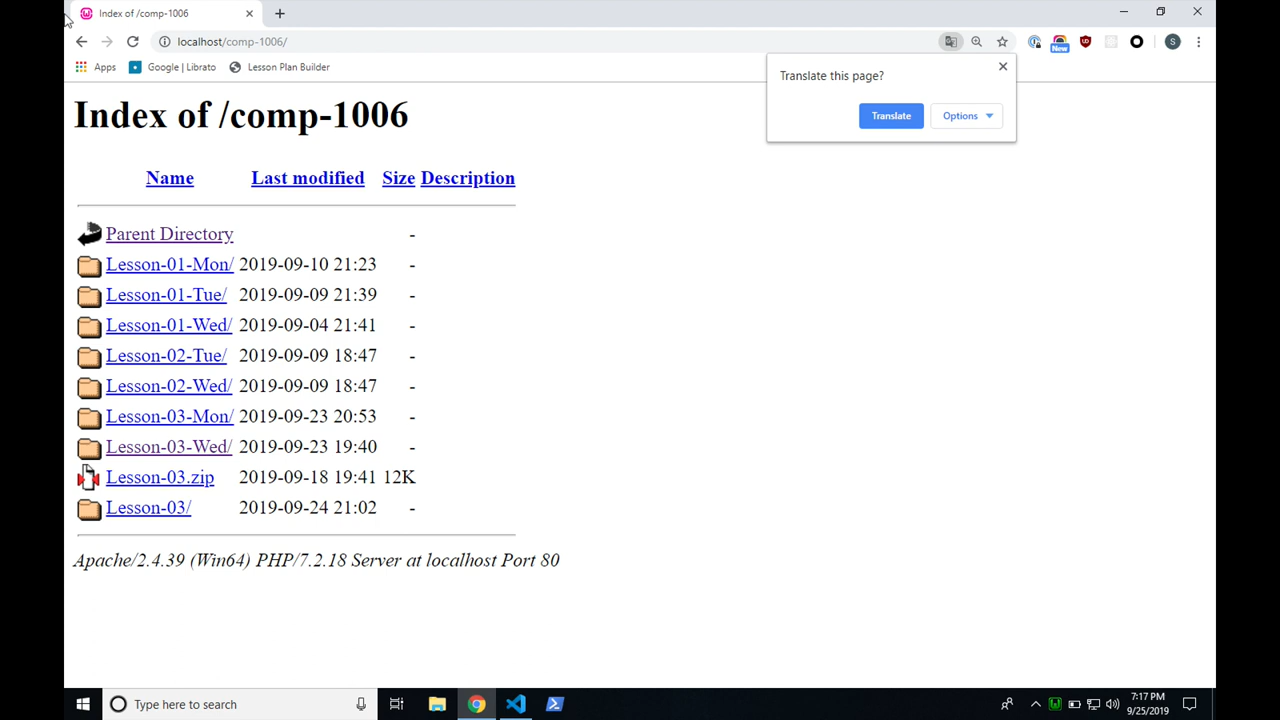 Index of /comp-1006
localhost/comp-1006/
New
S
Apps Google | Librato Lesson Plan Builder
Translate this page?
Translate Options
Index of /comp-1006
Name Last modified Size Description
Parent Directory -
Lesson-01-Mon/ 2019-09-10 21:23 -
Lesson-01-Tue/ 2019-09-09 21:39 -
Lesson-01-Wed/ 2019-09-04 21:41 -
Lesson-02-Tue/ 2019-09-09 18:47 -
Lesson-02-Wed/ 2019-09-09 18:47 -
Lesson-03-Mon/ 2019-09-23 20:53 -
Lesson-03-Wed/ 2019-09-23 19:40 -
Lesson-03.zip 2019-09-18 19:41 12K
Lesson-03/ 2019-09-24 21:02 -
Apache/2.4.39 (Win64) PHP/7.2.18 Server at localhost Port 80
Type here to search
7:17 PM
9/25/2019